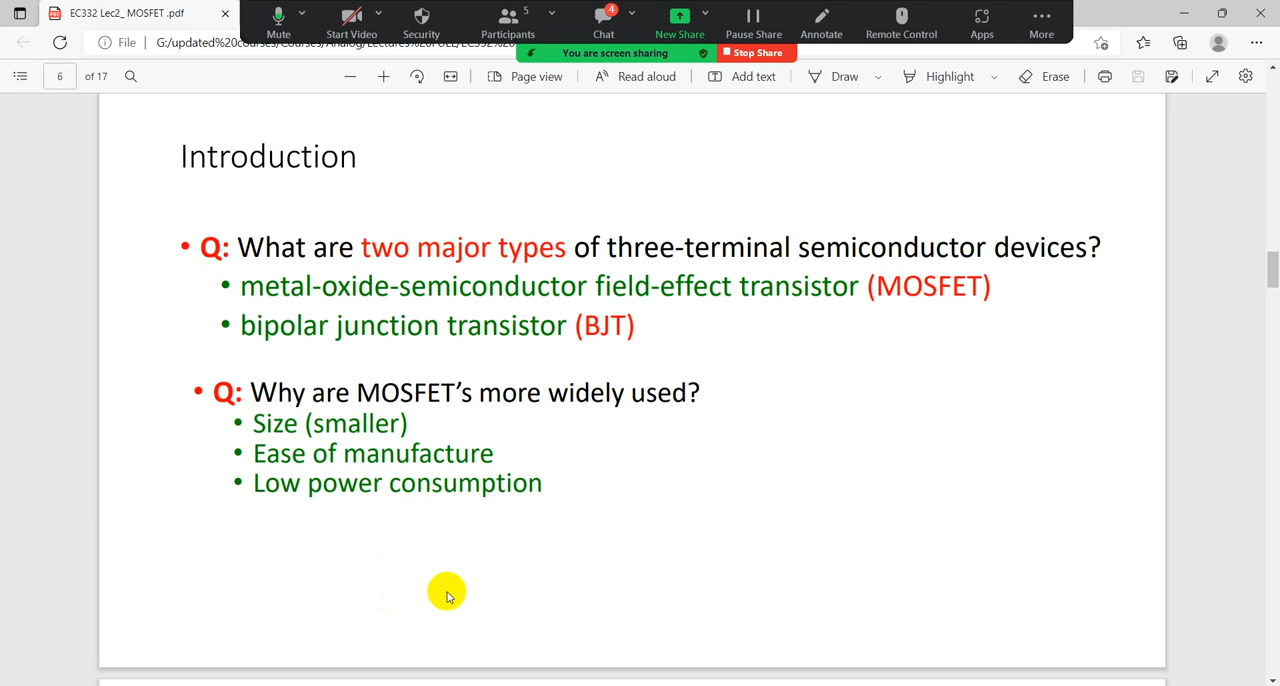 EC332 Lec2_ MOSFET .pdf
Mute
Start Video
Security
5
Participants
4
Chat
New Share
Pause Share
Annotate
Remote Control
Apps
More
You are screen sharing
Stop Share
File
6
of 17
Page view
Read aloud
Add text
Draw
Highlight
Erase
Introduction
• Q: What are two major types of three-terminal semiconductor devices?
• metal-oxide-semiconductor field-effect transistor (MOSFET)
• bipolar junction transistor (BJT)
• Q: Why are MOSFET’s more widely used?
• Size (smaller)
• Ease of manufacture
• Low power consumption